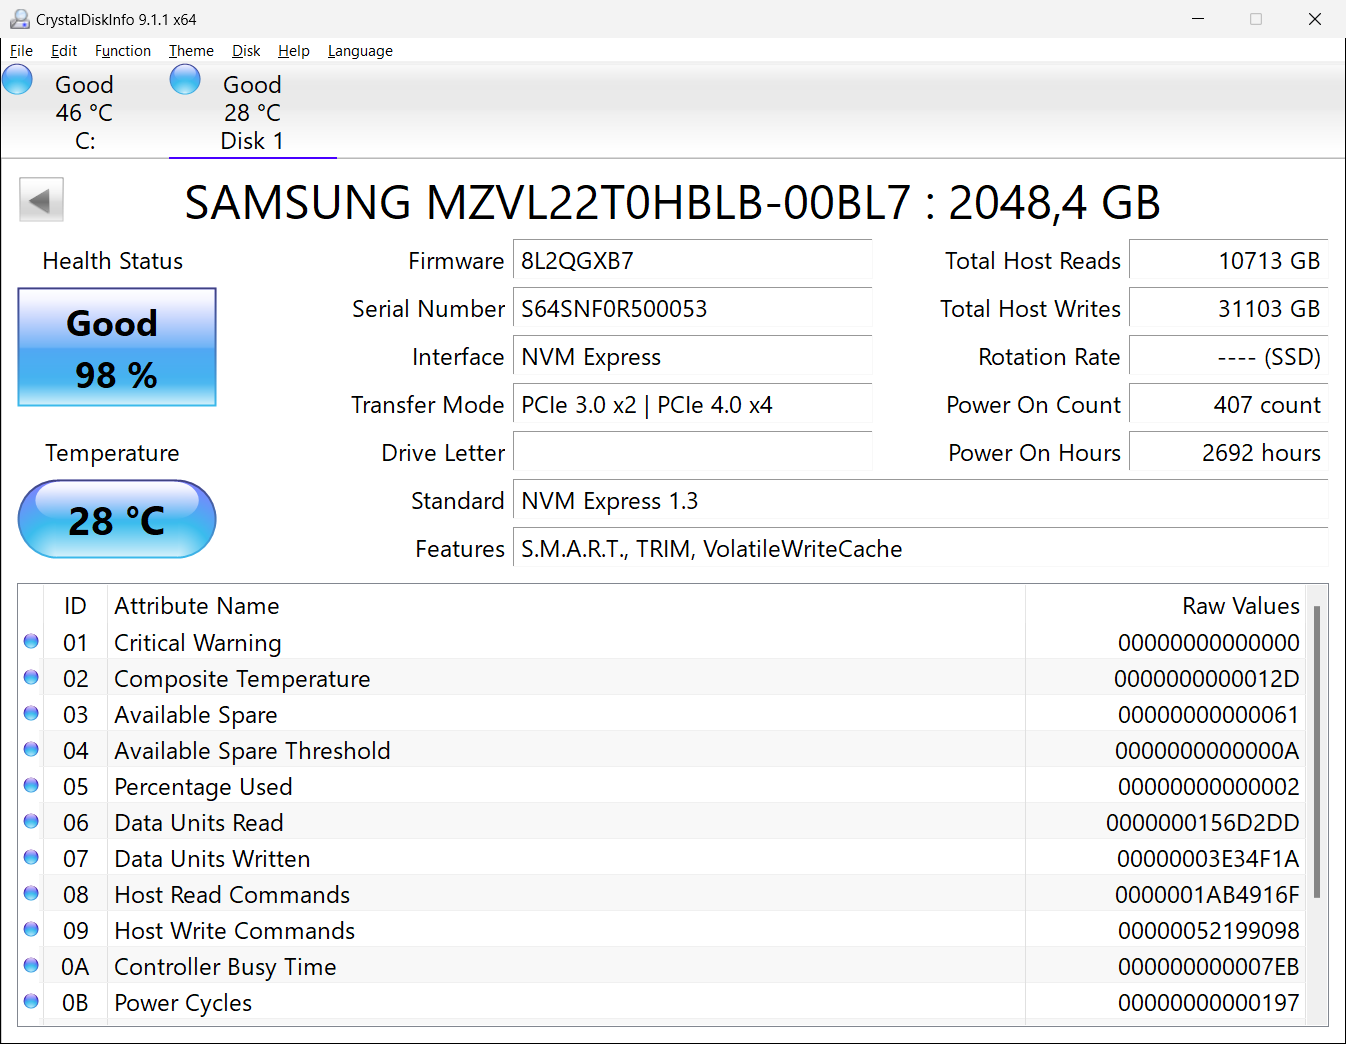 CrystalDiskInfo 9.1.1 x64
File Edit Function Theme Disk Help Language
Good Good
46 °C 28 °C
C: Disk 1
SAMSUNG MZVL22T0HBLB-00BL7 : 2048,4 GB
Health Status
Good
98 %
Temperature
28 °C
Firmware 8L2QGXB7
Serial Number S64SNF0R500053
Interface NVM Express
Transfer Mode PCIe 3.0 x2 | PCIe 4.0 x4
Drive Letter
Standard NVM Express 1.3
Features S.M.A.R.T., TRIM, VolatileWriteCache
Total Host Reads 10713 GB
Total Host Writes 31103 GB
Rotation Rate ---- (SSD)
Power On Count 407 count
Power On Hours 2692 hours
ID Attribute Name Raw Values
01 Critical Warning 00000000000000
02 Composite Temperature 0000000000012D
03 Available Spare 00000000000061
04 Available Spare Threshold 0000000000000A
05 Percentage Used 00000000000002
06 Data Units Read 0000000156D2DD
07 Data Units Written 00000003E34F1A
08 Host Read Commands 0000001AB4916F
09 Host Write Commands 00000052199098
0A Controller Busy Time 000000000007EB
0B Power Cycles 00000000000197